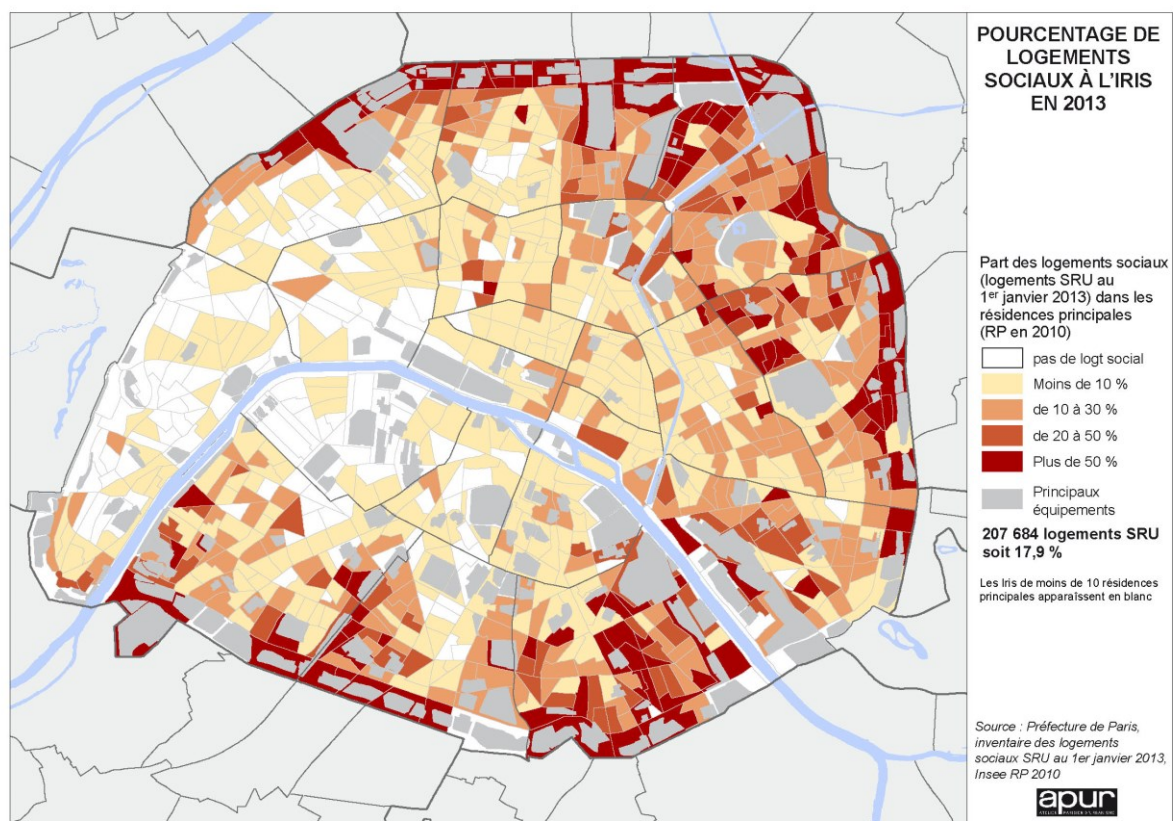 POURCENTAGE DE
LOGEMENTS
SOCIAUX À L'IRIS
EN 2013
Part des logements sociaux
(logements SRU au
1er janvier 2013) dans les
résidences principales
(RP en 2010)
pas de logt social
Moins de 10 %
de 10 à 30 %
de 20 à 50 %
Plus de 50 %
Principaux
équipements
207 684 logements SRU
soit 17,9 %
Les Iris de moins de 10 résidences
principales apparaîssent en blanc
Source : Préfecture de Paris,
inventaire des logements
sociaux SRU au 1er janvier 2013,
Insee RP 2010
apur